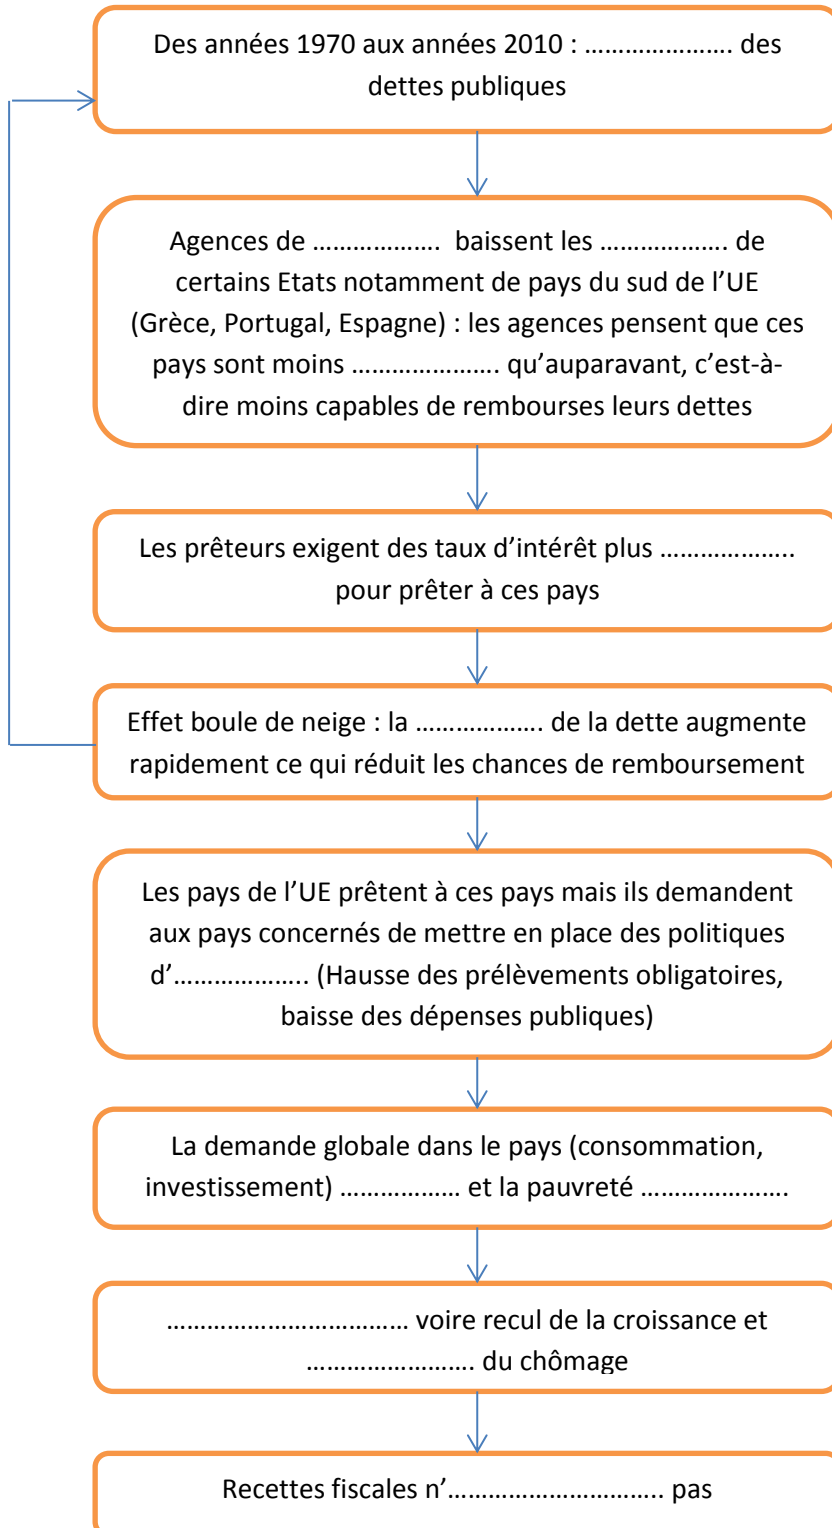 Des années 1970 aux années 2010 : …………………. des
dettes publiques
Agences de ………………. baissent les ………………. de
certains Etats notamment de pays du sud de l’UE
(Grèce, Portugal, Espagne) : les agences pensent que ces
pays sont moins …………………. qu’auparavant, c’est-à-
dire moins capables de rembourses leurs dettes
Les prêteurs exigent des taux d’intérêt plus ………………..
pour prêter à ces pays
Effet boule de neige : la ………………. de la dette augmente
rapidement ce qui réduit les chances de remboursement
Les pays de l’UE prêtent à ces pays mais ils demandent
aux pays concernés de mettre en place des politiques
d’……………….. (Hausse des prélèvements obligatoires,
baisse des dépenses publiques)
La demande globale dans le pays (consommation,
investissement) ……………… et la pauvreté ………………….
……………………………… voire recul de la croissance et
……………………. du chômage
Recettes fiscales n’………………………….. pas